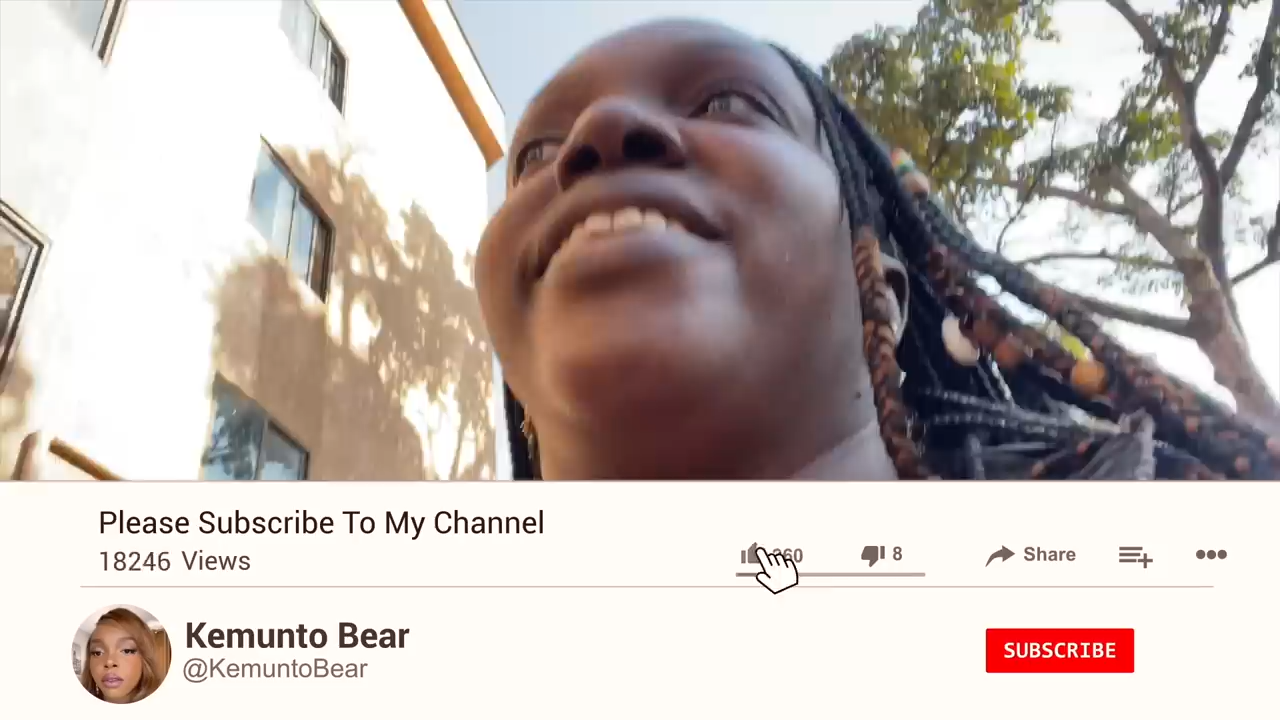 Please Subscribe To My Channel
18246 Views
8
Share
Kemunto Bear
@KemuntoBear
SUBSCRIBE